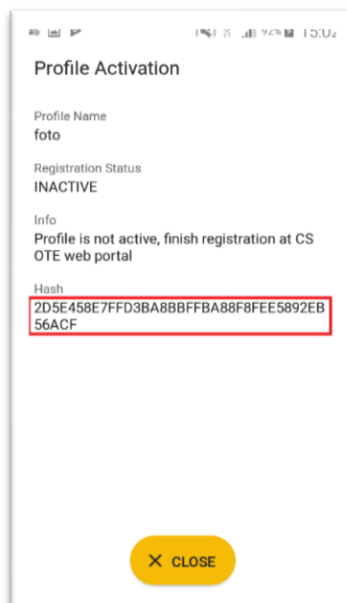 Profile Activation
Profile Name
foto
Registration Status
INACTIVE
Info
Profile is not active, finish registration at CS
OTE web portal
Hash
2D5E458E7FFD3BA8BBFFBA88F8FEE5892EB
56ACF
CLOSE